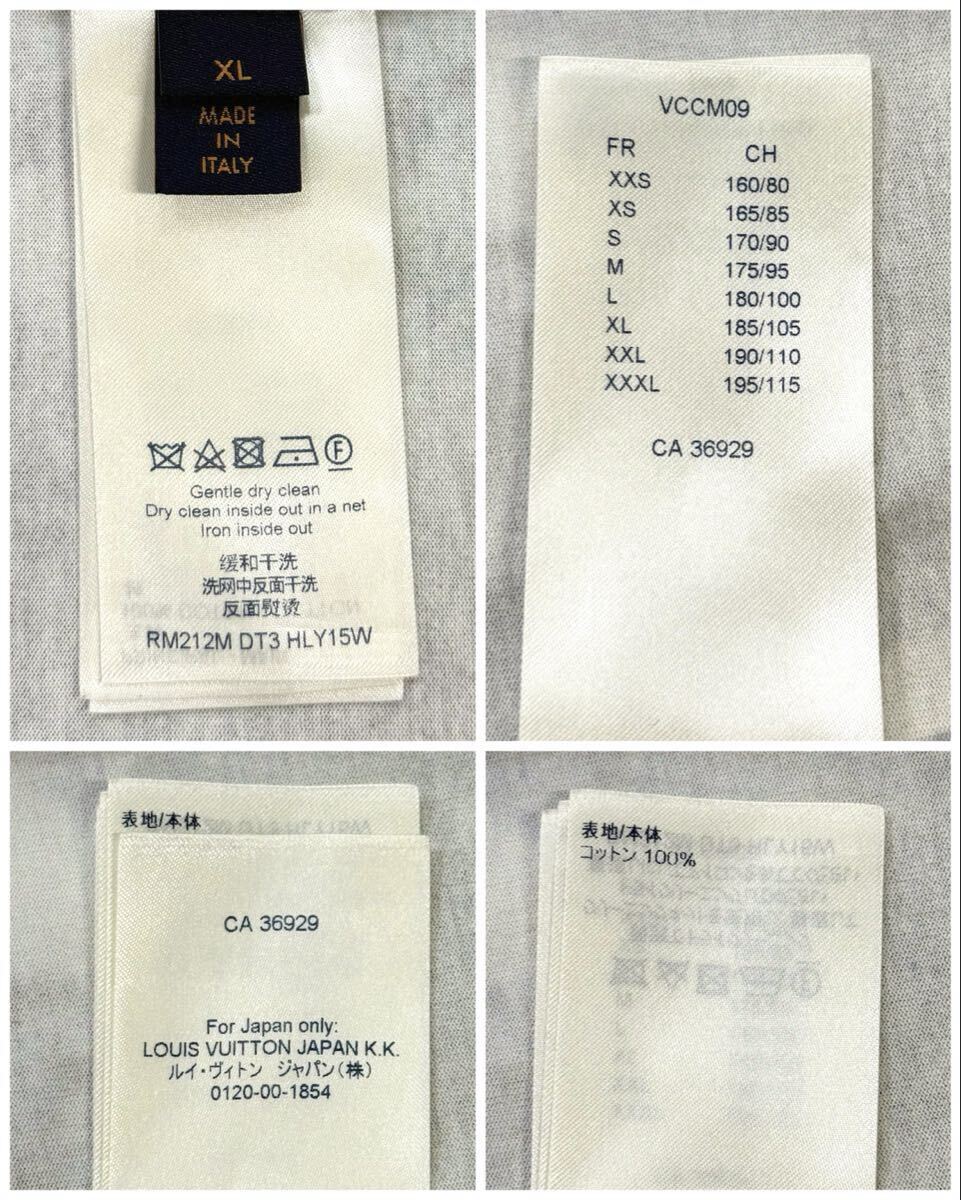 XL
MADE
IN
ITALY
Gentle dry clean
Dry clean inside out in a net
Iron inside out
缓和干洗
洗网中反面干洗
反面熨烫
RM212M DT3 HLY15W
VCCM09
FR CH
XXS 160/80
XS 165/85
S 170/90
M 175/95
L 180/100
XL 185/105
XXL 190/110
XXXL 195/115
CA 36929
表地/本体
CA 36929
For Japan only:
LOUIS VUITTON JAPAN K.K.
ルイ・ヴィトン ジャパン(株)
0120-00-1854
表地/本体
コットン 100%